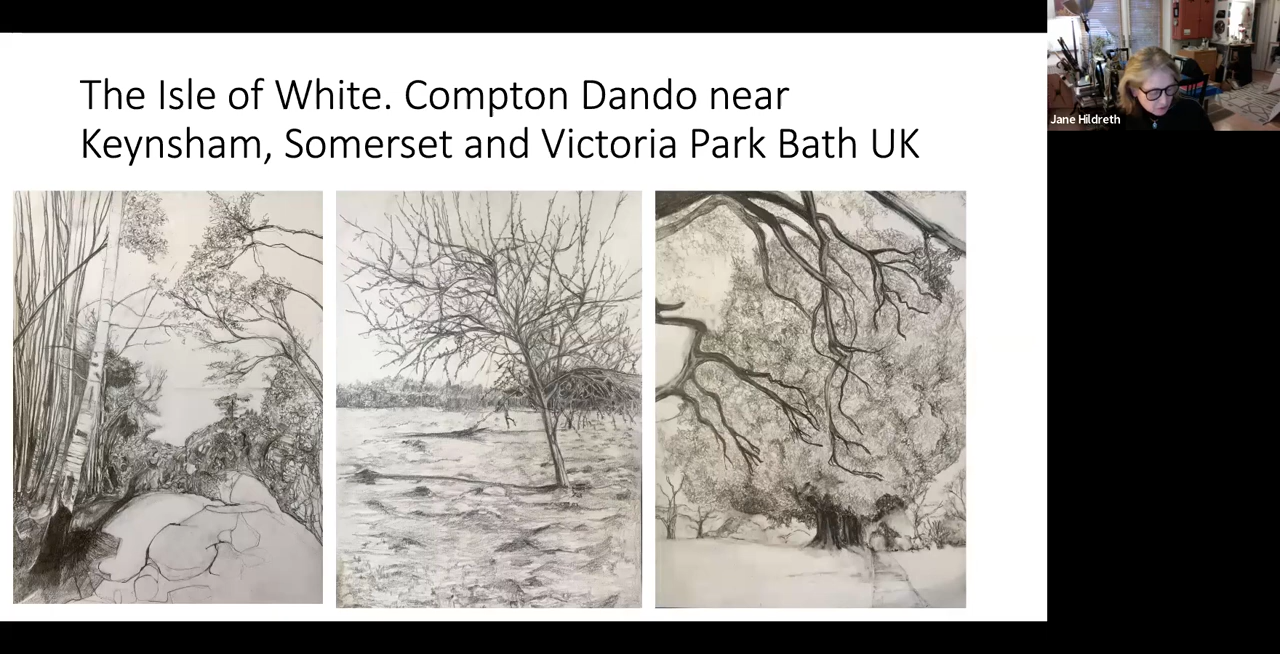 The Isle of White. Compton Dando near
Keynsham, Somerset and Victoria Park Bath UK
Jane Hildreth